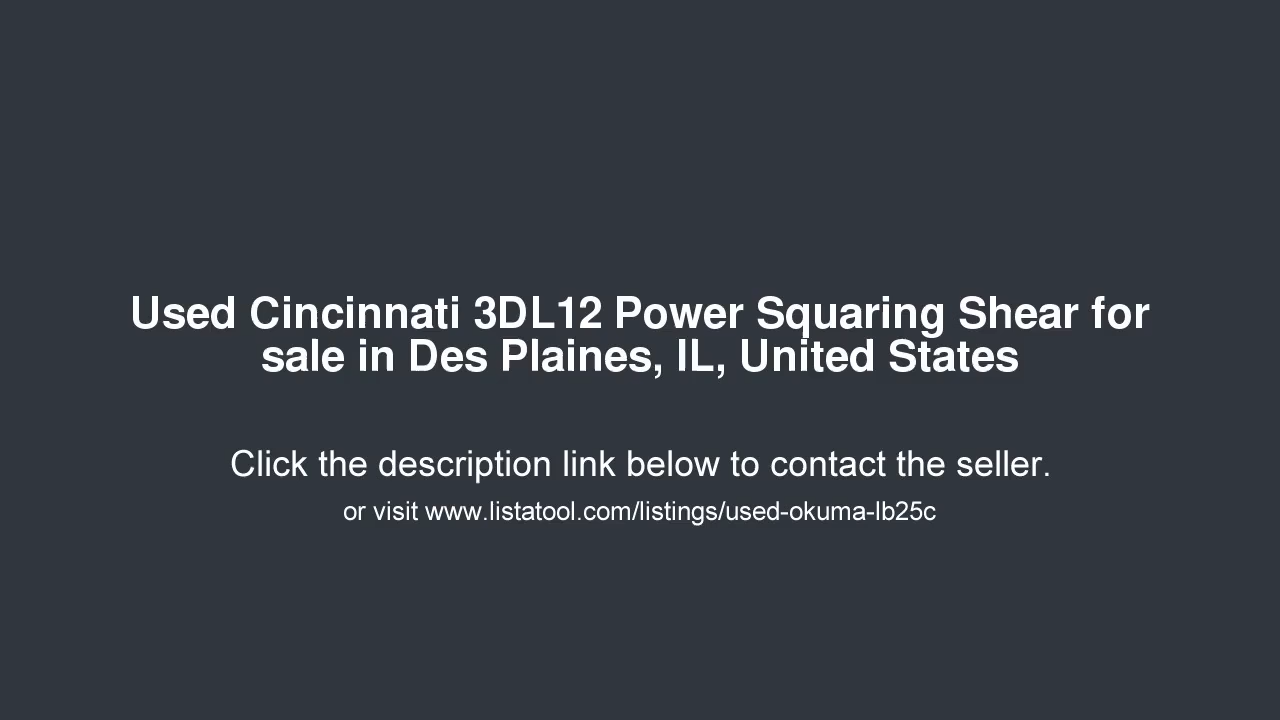 Used Cincinnati 3DL12 Power Squaring Shear for
sale in Des Plaines, IL, United States
Click the description link below to contact the seller.
or visit www.listatool.com/listings/used-okuma-lb25c